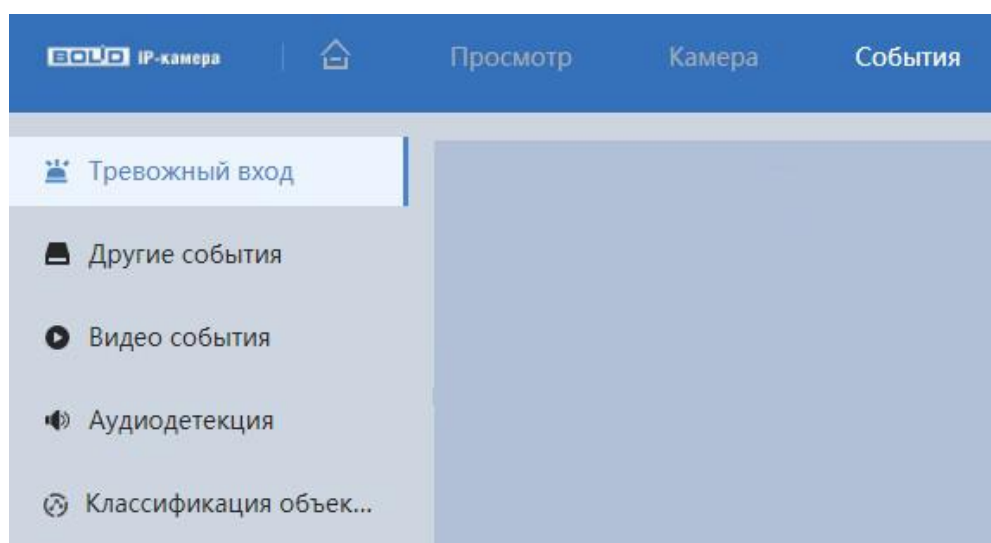 BOLID IP-камера Просмотр Камера События
Тревожный вход
Другие события
Видео события
Аудиодетекция
Классификация объек...